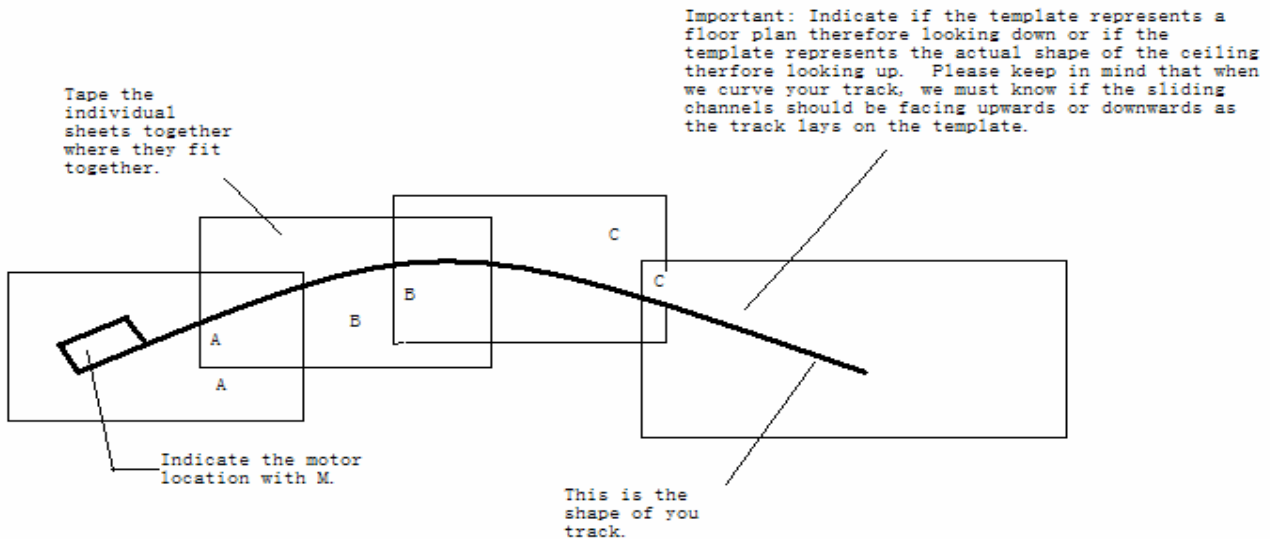 Important: Indicate if the template represents a
floor plan therefore looking down or if the
template represents the actual shape of the ceiling
therfore looking up.  Please keep in mind that when
we curve your track, we must know if the sliding
channels should be facing upwards or downwards as
the track lays on the template.
Tape the
individual
sheets together
where they fit
together.
C
C
B
B
A
A
Indicate the motor
location with M.
This is the
shape of you
track.